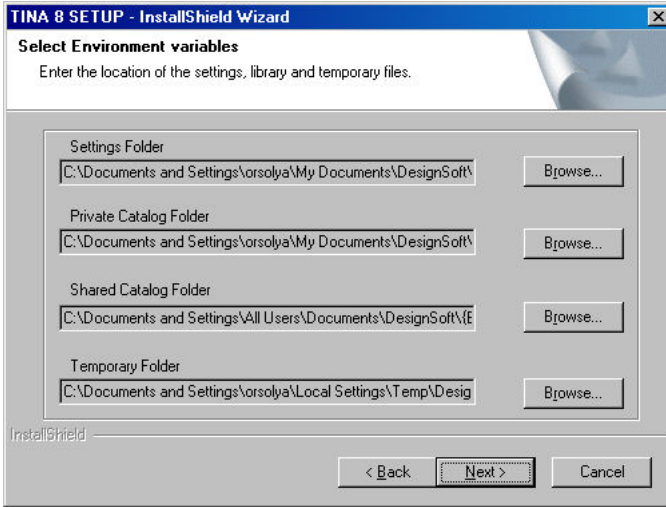 TINA 8 SETUP - InstallShield Wizard
Select Environment variables
Enter the location of the settings, library and temporary files.
Settings Folder
C:\Documents and Settings\orsolya\My Documents\DesignSoft\
Browse...
Private Catalog Folder
C:\Documents and Settings\orsolya\My Documents\DesignSoft\
Browse...
Shared Catalog Folder
C:\Documents and Settings\All Users\Documents\DesignSoft\{E
Browse...
Temporary Folder
C:\Documents and Settings\orsolya\Local Settings\Temp\Desig
Browse...
InstallShield
< Back Next > Cancel